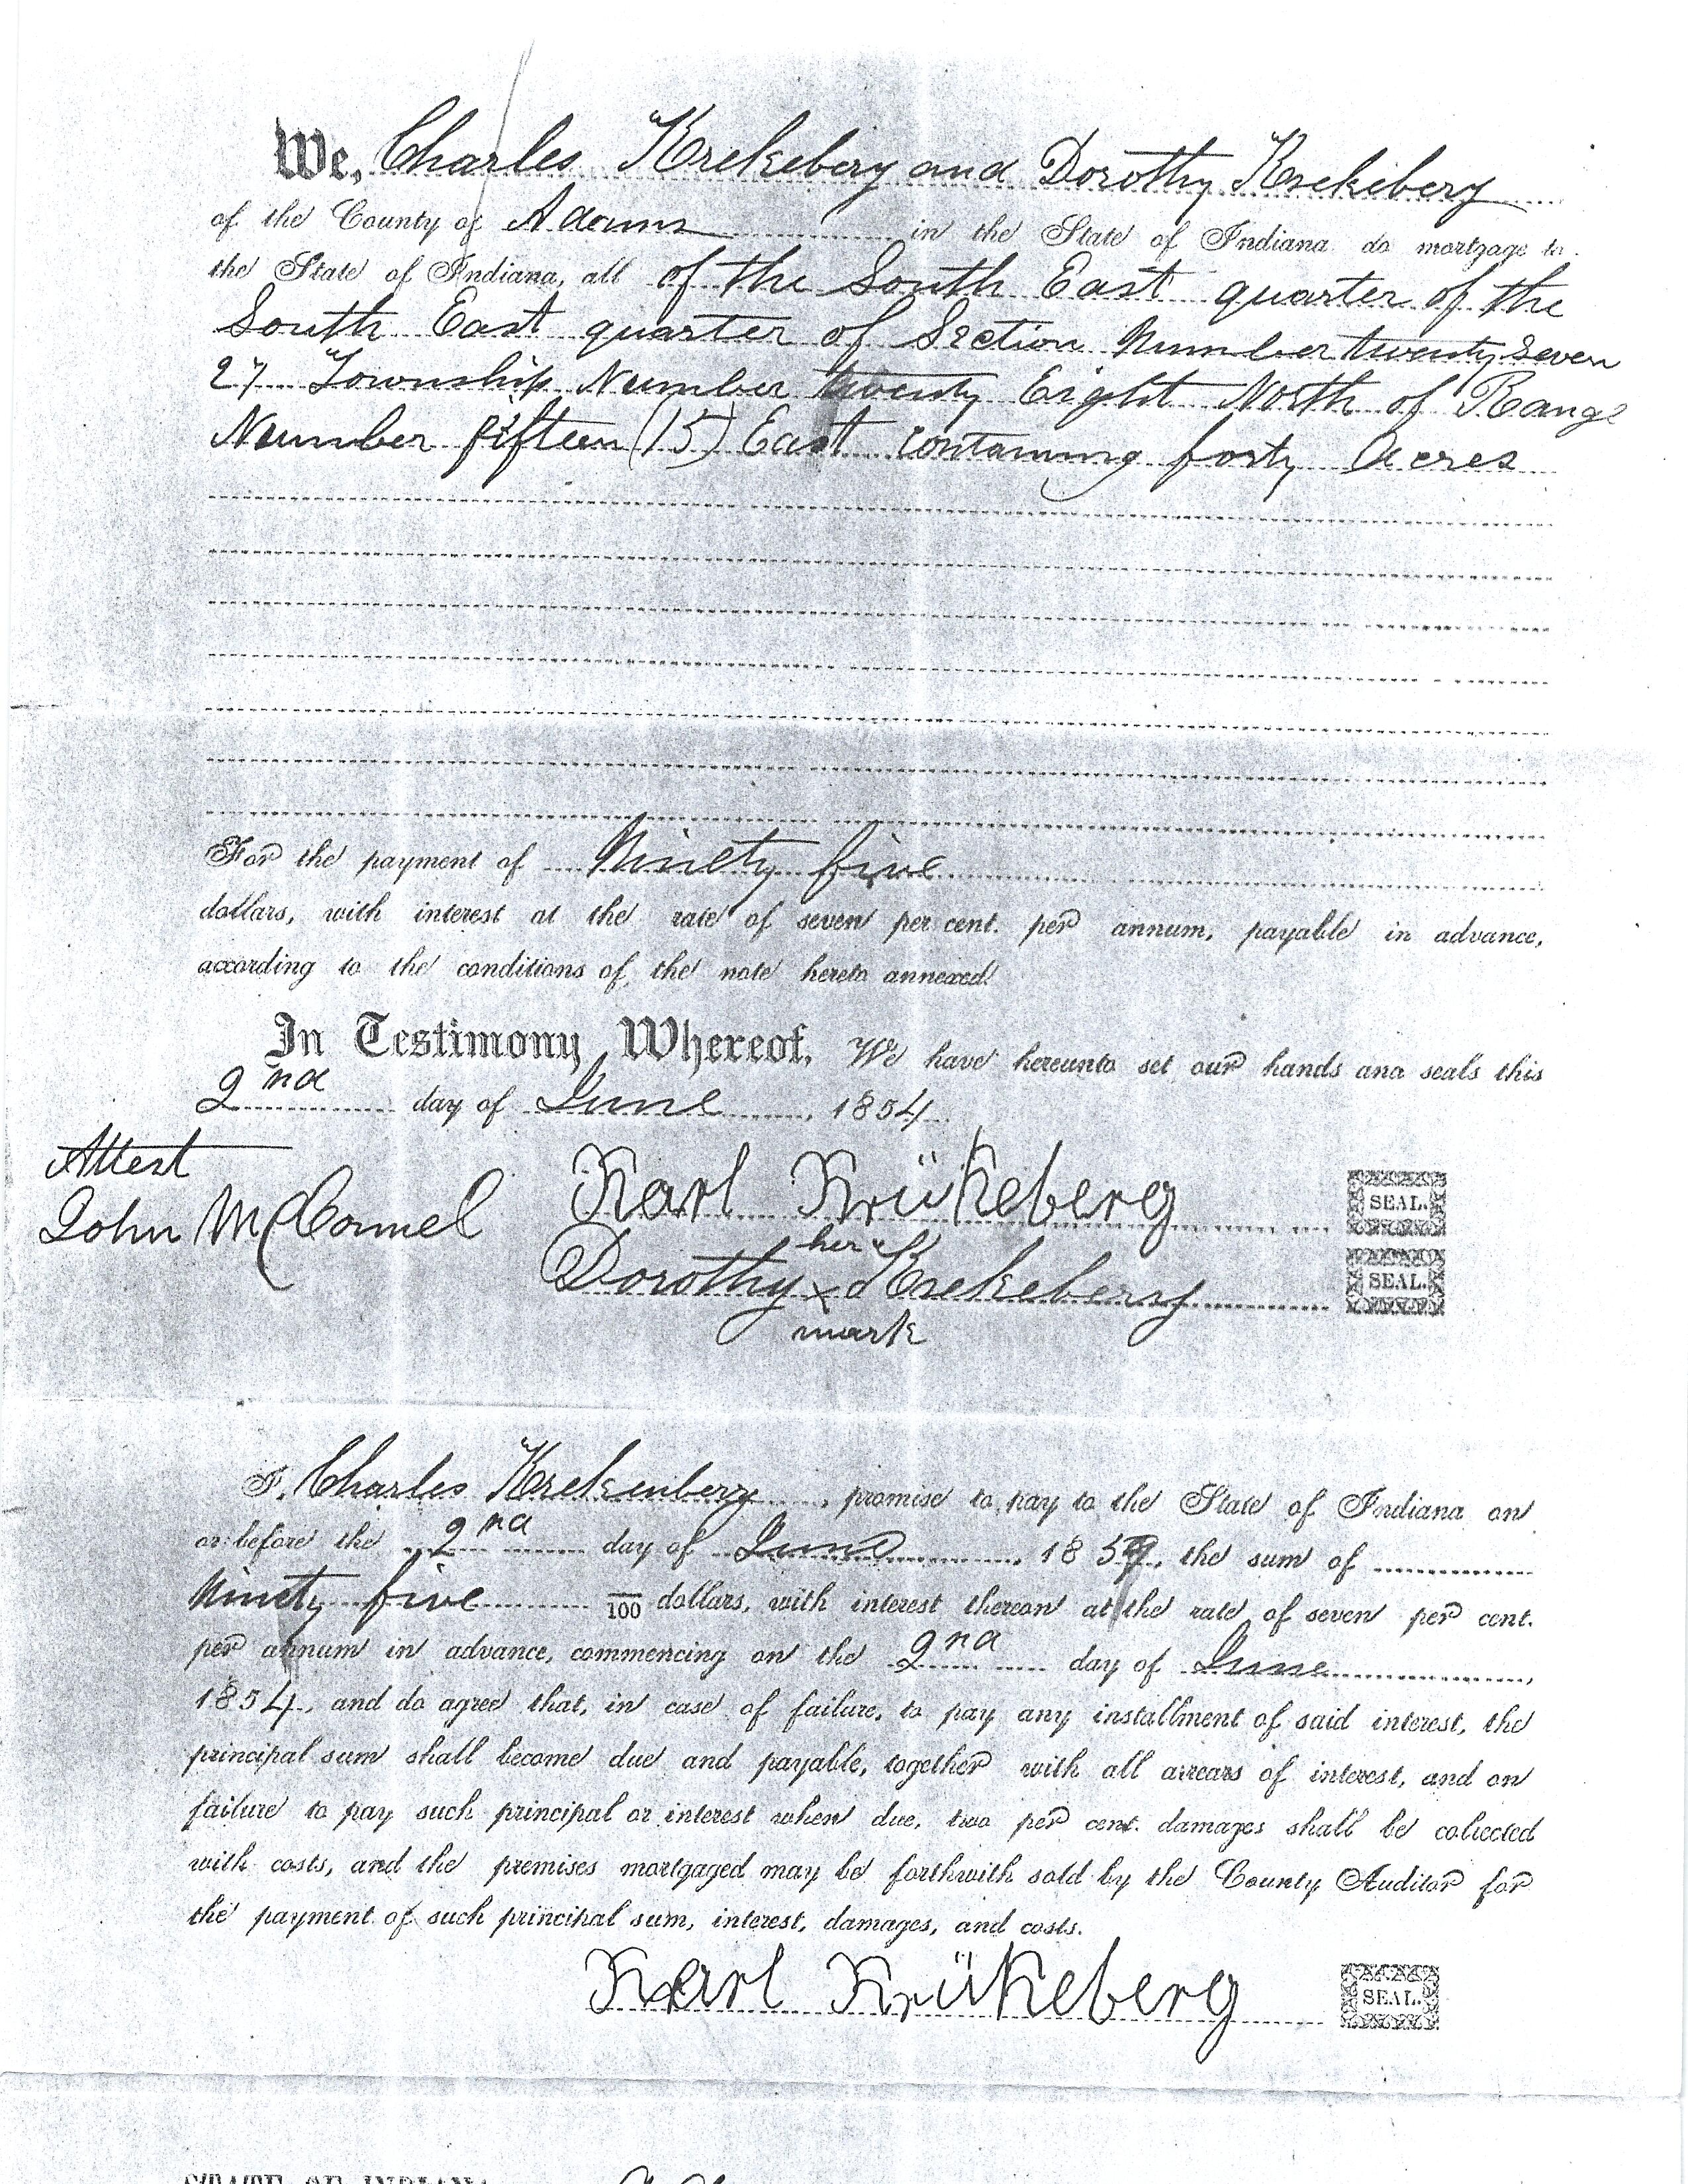 We, Charles Krekeberg and Dorothy Krekeberg
of the County of Adams in the State of Indiana do mortgage to
the State of Indiana, all of the South East quarter of the
South East quarter of Section Number twenty seven
27 Township Number twenty Eight North of Range
Number fifteen (15) East containing forty Acres
For the payment of Ninety five
dollars, with interest at the rate of seven per cent. per annum, payable in advance,
according to the conditions of the note hereto annexed.
In Testimony Whereof, We have hereunto set our hands and seals this
2nd day of June, 1854
Attest
John McConnel
Karl Krükeberg SEAL.
her
Dorothy x Krekeberg SEAL.
mark
I, Charles Krekenberg, promise to pay to the State of Indiana on
or before the 2nd day of June, 1859, the sum of
Ninety five 100 dollars, with interest thereon at the rate of seven per cent.
per annum in advance, commencing on the 2nd day of June,
1854, and do agree that, in case of failure, to pay any installment of said interest, the
principal sum shall become due and payable, together with all arrears of interest, and on
failure to pay such principal or interest when due, two per cent. damages shall be collected
with costs, and the premises mortgaged may be forthwith sold by the County Auditor for
the payment of such principal sum, interest, damages, and costs.
Karl Krükeberg SEAL.
STATE OF INDIANA